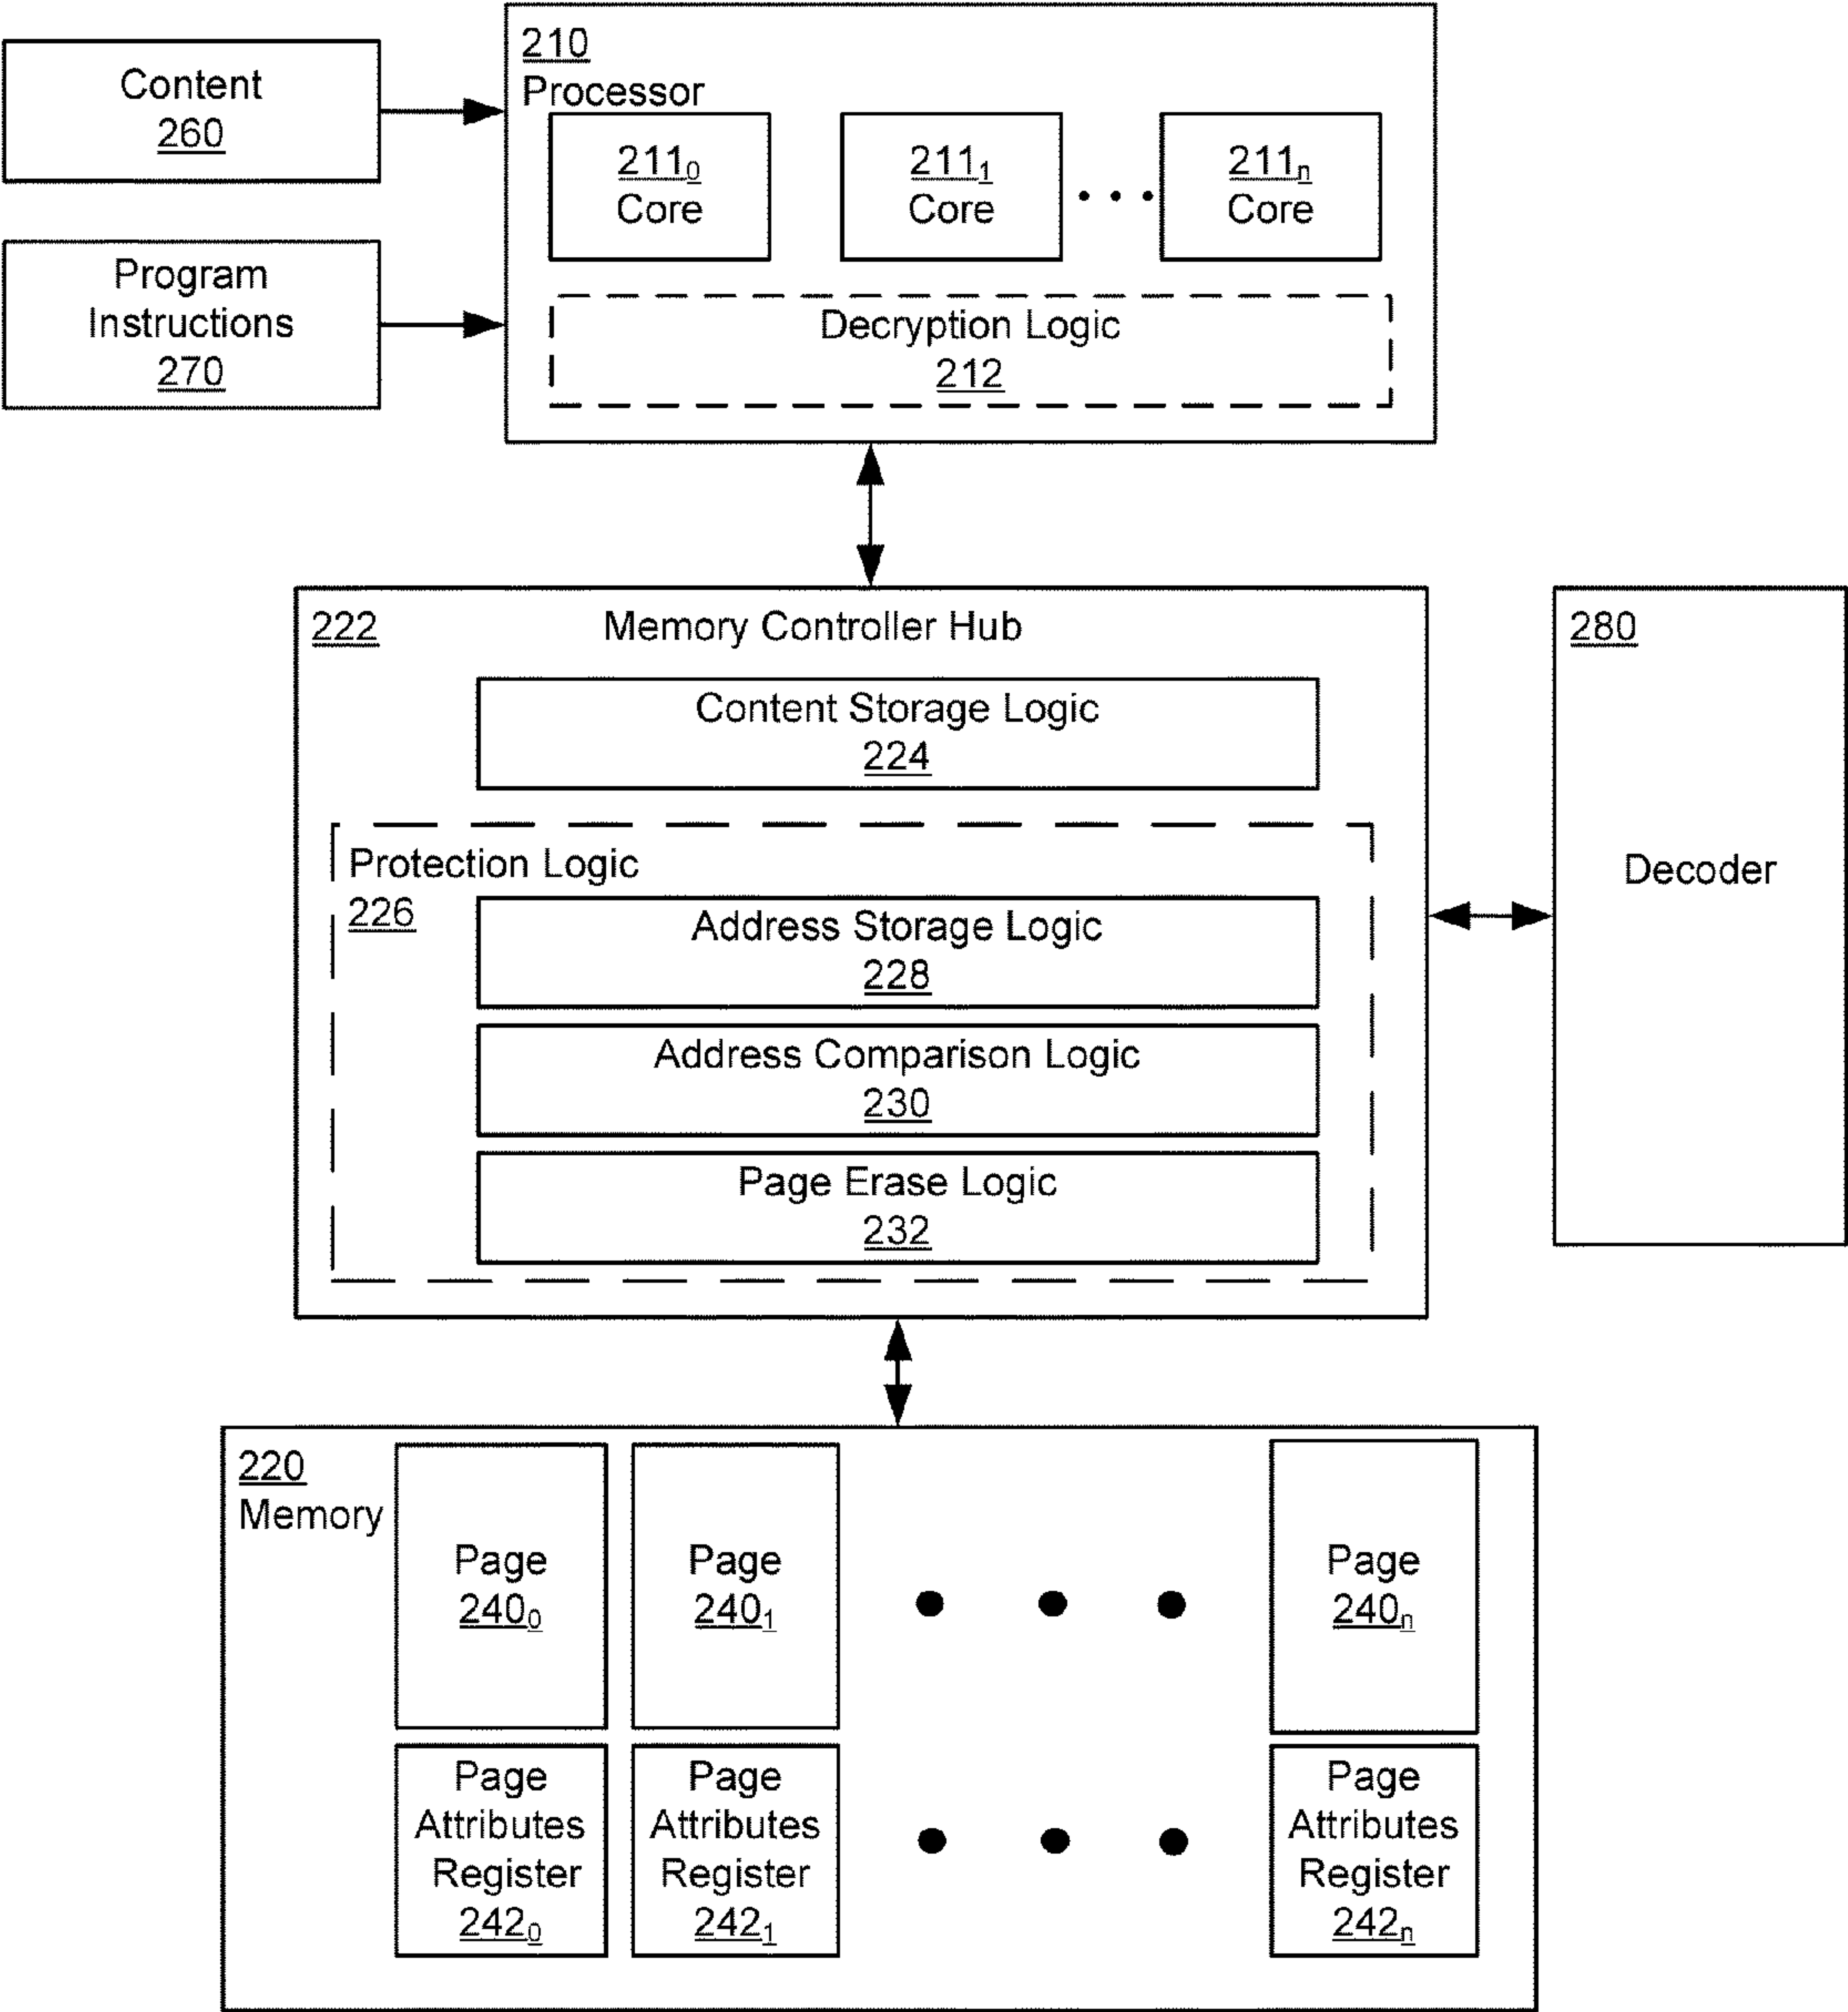 Content
260
Program
Instructions
270
210
Processor
211₀
Core
211₁
Core
• • •
211ₙ
Core
Decryption Logic
212
222
Memory Controller Hub
Content Storage Logic
224
Protection Logic
226
Address Storage Logic
228
Address Comparison Logic
230
Page Erase Logic
232
280
Decoder
220
Memory
Page
240₀
Page
240₁
• • •
Page
240ₙ
Page
Attributes
Register
242₀
Page
Attributes
Register
242₁
• • •
Page
Attributes
Register
242ₙ